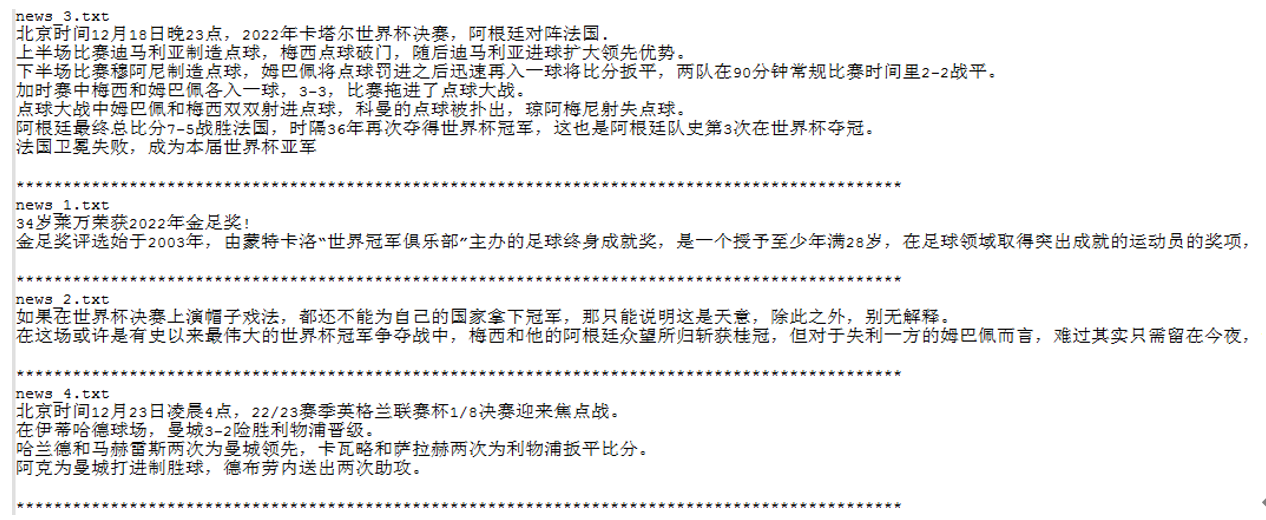 news_3.txt
北京时间12月18日晚23点，2022年卡塔尔世界杯决赛，阿根廷对阵法国.
上半场比赛迪马利亚制造点球，梅西点球破门，随后迪马利亚进球扩大领先优势。
下半场比赛穆阿尼制造点球，姆巴佩将点球罚进之后迅速再入一球将比分扳平，两队在90分钟常规比赛时间里2-2战平。
加时赛中梅西和姆巴佩各入一球，3-3，比赛拖进了点球大战。
点球大战中姆巴佩和梅西双双射进点球，科曼的点球被扑出，琼阿梅尼射失点球。
阿根廷最终总比分7-5战胜法国，时隔36年再次夺得世界杯冠军，这也是阿根廷队史第3次在世界杯夺冠。
法国卫冕失败，成为本届世界杯亚军
**********************************************************************************************
news_1.txt
34岁莱万荣获2022年金足奖!
金足奖评选始于2003年，由蒙特卡洛“世界冠军俱乐部”主办的足球终身成就奖，是一个授予至少年满28岁，在足球领域取得突出成就的运动员的奖项，
**********************************************************************************************
news_2.txt
如果在世界杯决赛上演帽子戏法，都还不能为自己的国家拿下冠军，那只能说明这是天意，除此之外，别无解释。
在这场或许是有史以来最伟大的世界杯冠军争夺战中，梅西和他的阿根廷众望所归斩获桂冠，但对于失利一方的姆巴佩而言，难过其实只需留在今夜，
**********************************************************************************************
news_4.txt
北京时间12月23日凌晨4点，22/23赛季英格兰联赛杯1/8决赛迎来焦点战。
在伊蒂哈德球场，曼城3-2险胜利物浦晋级。
哈兰德和马赫雷斯两次为曼城领先，卡瓦略和萨拉赫两次为利物浦扳平比分。
阿克为曼城打进制胜球，德布劳内送出两次助攻。
**********************************************************************************************